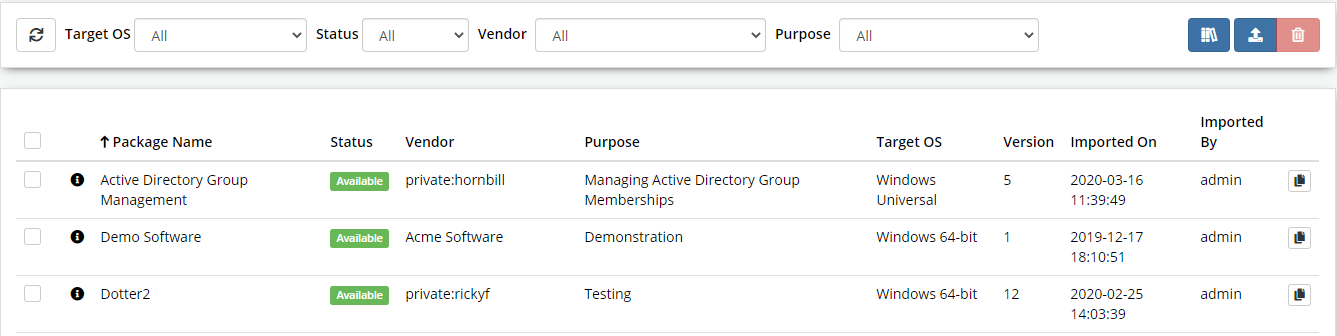 Target OS All Status All Vendor All Purpose All
Imported
Package Name Status Vendor Purpose Target OS Version Imported On By
Active Directory Group Available private:hornbill Managing Active Directory Group Windows 5 2020-03-16 admin
Management Memberships Universal 11:39:49
Demo Software Available Acme Software Demonstration Windows 64-bit 1 2019-12-17 admin
18:10:51
Dotter2 Available private:rickyf Testing Windows 64-bit 12 2020-02-25 admin
14:03:39